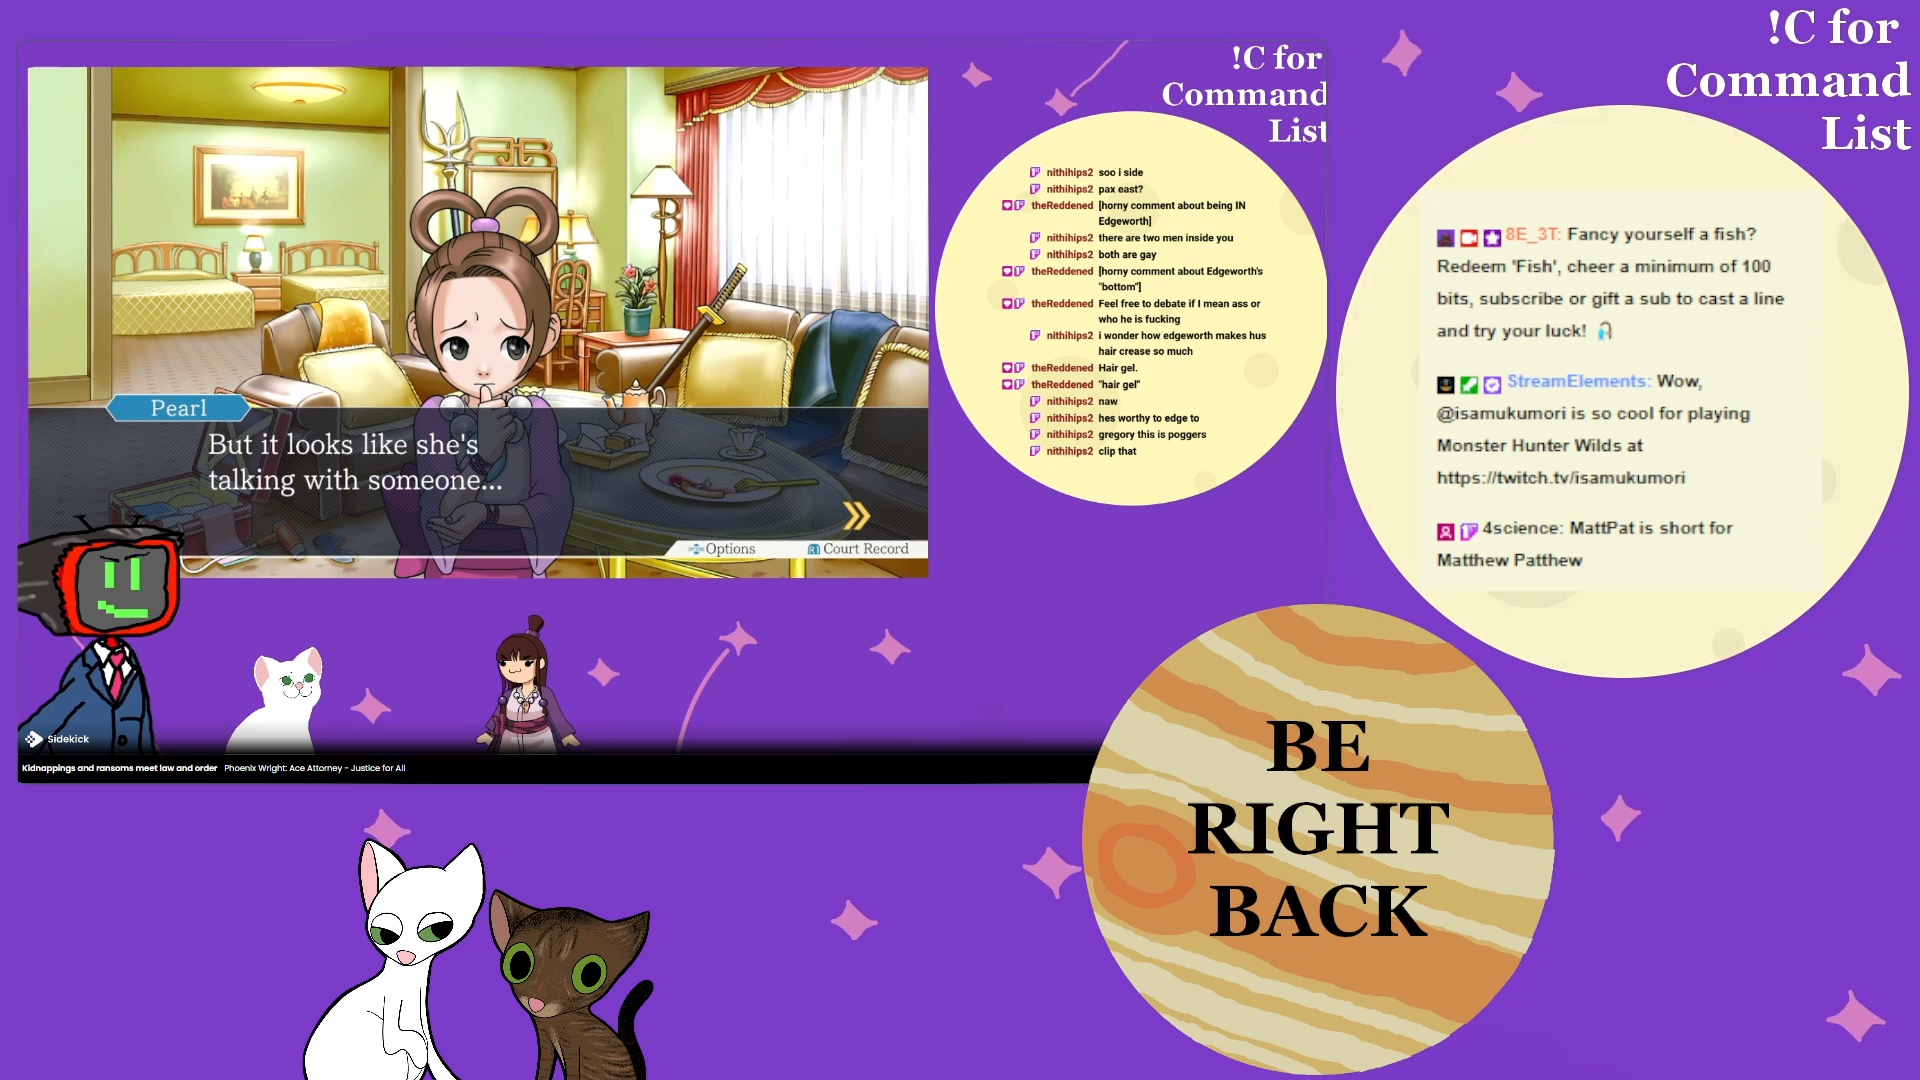 !C for
Command
List
!C for
Command
List
Pearl
But it looks like she's
talking with someone...
Options
Court Record
nithihips2 soo i side
nithihips2 pax east?
theReddened [horny comment about being IN
Edgeworth]
nithihips2 there are two men inside you
nithihips2 both are gay
theReddened [horny comment about Edgeworth's
"bottom"]
theReddened Feel free to debate if I mean ass or
who he is fucking
nithihips2 i wonder how edgeworth makes hus
hair crease so much
theReddened Hair gel.
theReddened "hair gel"
nithihips2 naw
nithihips2 hes worthy to edge to
nithihips2 gregory this is poggers
nithihips2 clip that
8E_3T: Fancy yourself a fish?
Redeem 'Fish', cheer a minimum of 100
bits, subscribe or gift a sub to cast a line
and try your luck!
StreamElements: Wow,
@isamukumori is so cool for playing
Monster Hunter Wilds at
https://twitch.tv/isamukumori
4science: MattPat is short for
Matthew Patthew
Sidekick
Kidnappings and ransoms meet law and order Phoenix Wright: Ace Attorney - Justice for All
BE
RIGHT
BACK